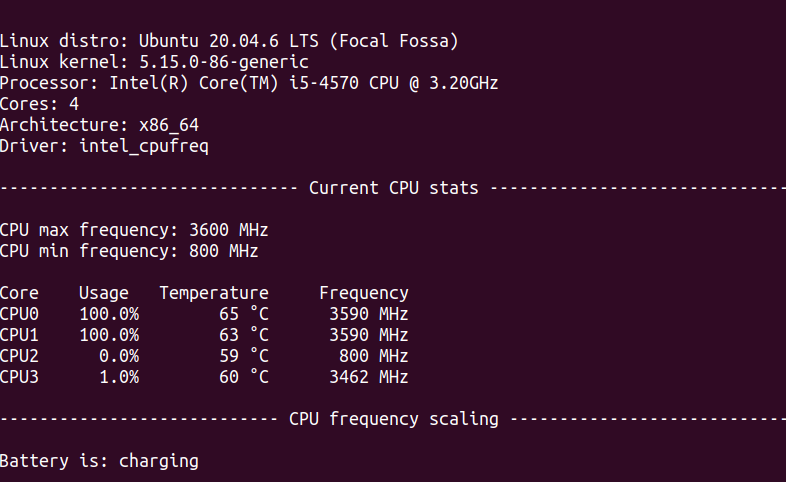 Linux distro: Ubuntu 20.04.6 LTS (Focal Fossa)
Linux kernel: 5.15.0-86-generic
Processor: Intel(R) Core(TM) i5-4570 CPU @ 3.20GHz
Cores: 4
Architecture: x86_64
Driver: intel_cpufreq
------------------------------ Current CPU stats ------------------------------
CPU max frequency: 3600 MHz
CPU min frequency: 800 MHz
Core    Usage   Temperature     Frequency
CPU0    100.0%        65 °C      3590 MHz
CPU1    100.0%        63 °C      3590 MHz
CPU2      0.0%        59 °C       800 MHz
CPU3      1.0%        60 °C      3462 MHz
---------------------------- CPU frequency scaling ----------------------------
Battery is: charging